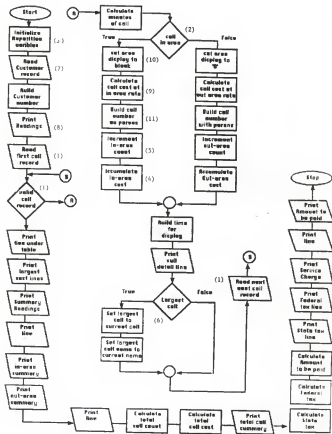 Start
Initialize
Repetition
variables
(5)
Read
Customer
record
(7)
Build
Customer
number
Print
Headings
(8)
Read
first call
record
(1)
B
valid
call
record
(1)
A
Print
line under
table
Print
largest
cost lines
Print
Summary
Headings
Print
line
Print
in-area
summary
Print
out-area
summary
A
Calculate
minutes
of call
call
in area
(2)
True
False
set area
display to
blank
(10)
Calculate
call cost at
in area rate
(9)
Build call
number no parens
(11)
Increment
in-area
count
(3)
Accumulate
in-area
cost
(4)
set area
display to
Calculate
call cost at
out area rate
Build call
number with
parens
Increment
out-area
count
Accumulate
Out-area
cost
Build time
for
display
Print
call
detail line
Largest
call
(6)
True
False
Set largest
call to
current call
Set largest
call name to
current name
B
Read next
call
record
(1)
Print
line
Calculate
total call
count
Calculate
total call
cost
Print
total call
summary
Calculate
State
tax
Calculate
Federal
tax
Calculate
Amount
to be paid
Print
State tax
line
Print
Federal tax
line
Print
Service
Charge
Print
line
Print
Amount to
be paid
Stop